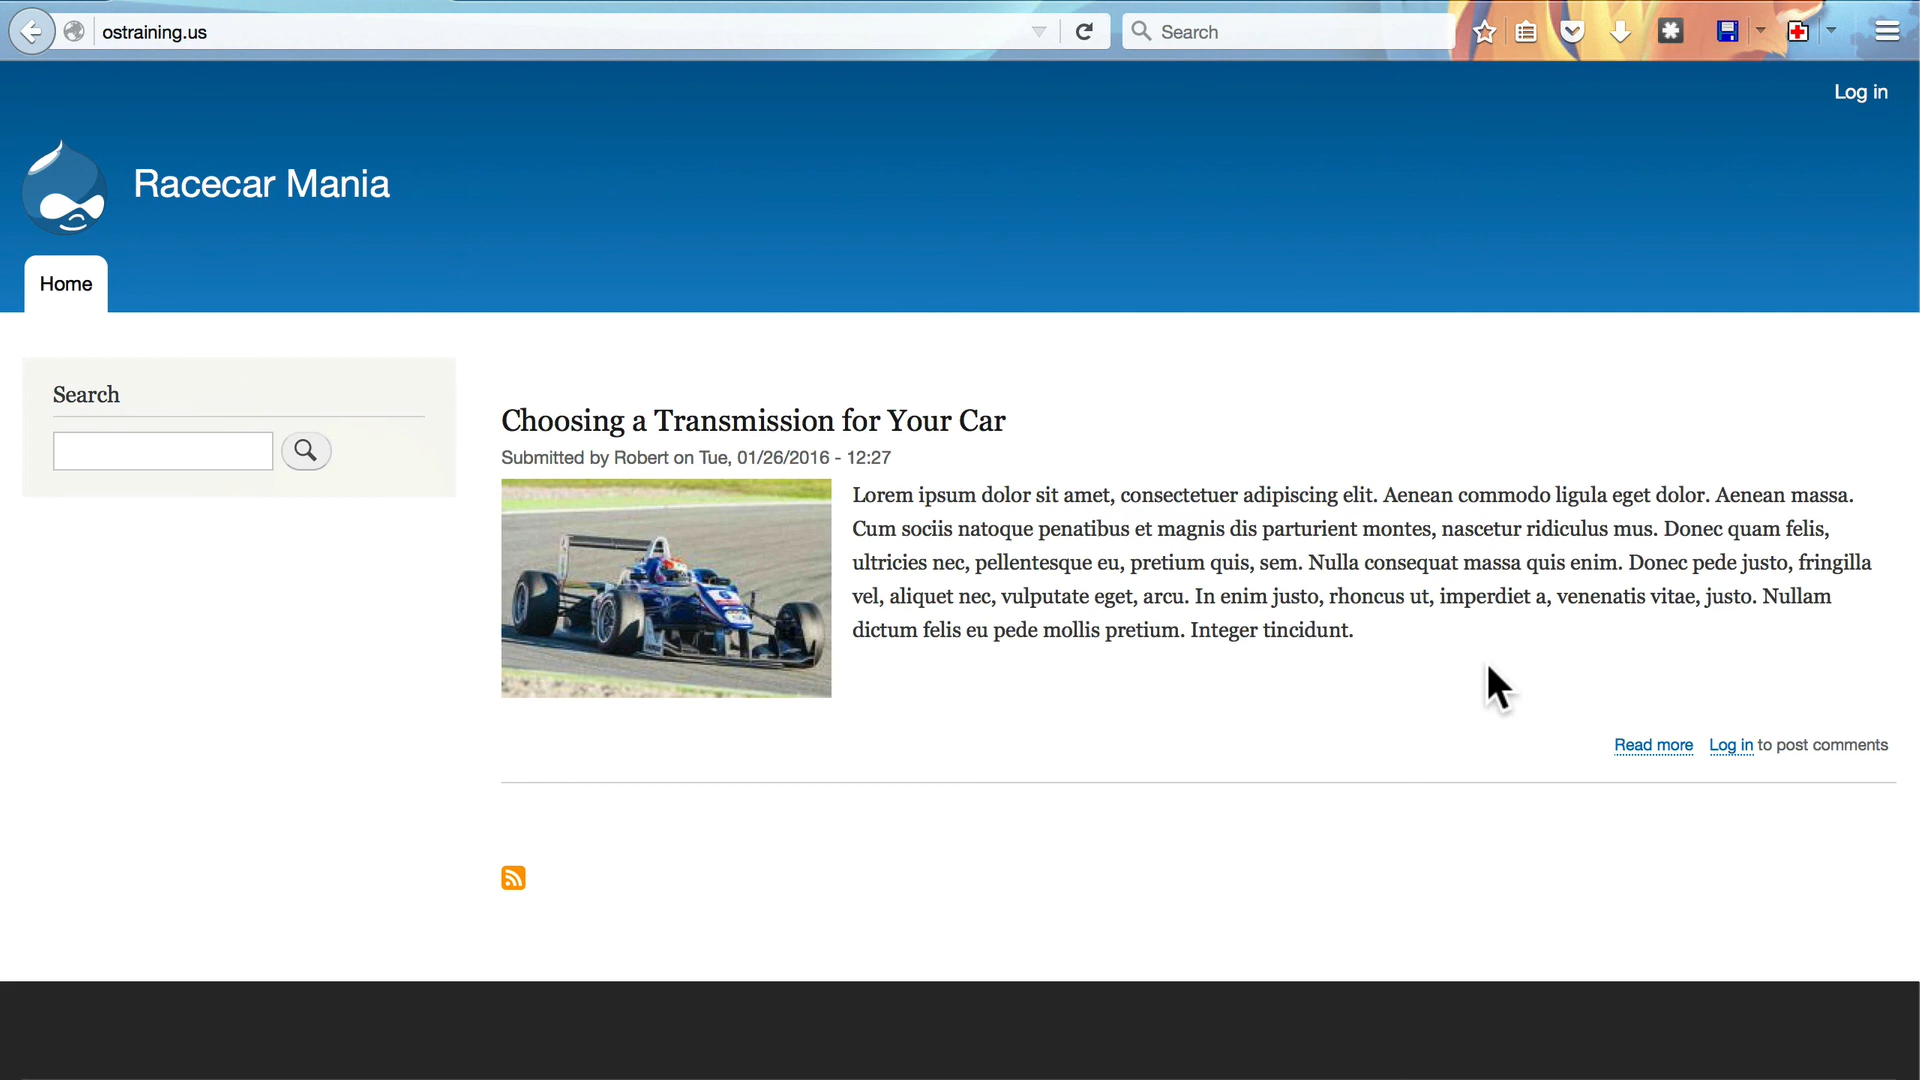 ostraining.us
Search
Log in
Racecar Mania
Home
Search
Choosing a Transmission for Your Car
Submitted by Robert on Tue, 01/26/2016 - 12:27
Lorem ipsum dolor sit amet, consectetuer adipiscing elit. Aenean commodo ligula eget dolor. Aenean massa.
Cum sociis natoque penatibus et magnis dis parturient montes, nascetur ridiculus mus. Donec quam felis,
ultricies nec, pellentesque eu, pretium quis, sem. Nulla consequat massa quis enim. Donec pede justo, fringilla
vel, aliquet nec, vulputate eget, arcu. In enim justo, rhoncus ut, imperdiet a, venenatis vitae, justo. Nullam
dictum felis eu pede mollis pretium. Integer tincidunt.
Read more Log in to post comments